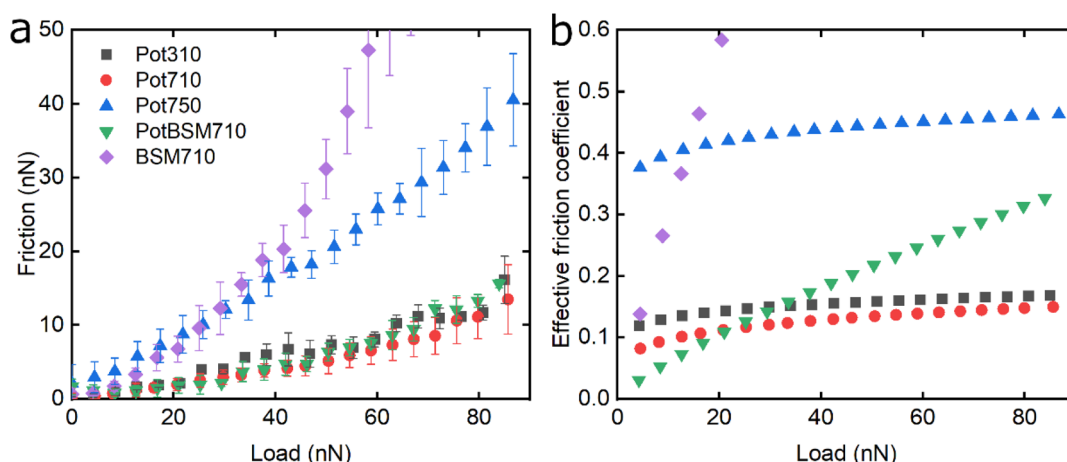 a
50
40
30
20
10
0
Friction (nN)
Pot310
Pot710
Pot750
PotBSM710
BSM710
0 20 40 60 80
Load (nN)
b
0.6
0.5
0.4
0.3
0.2
0.1
0.0
Effective friction coefficient
0 20 40 60 80
Load (nN)